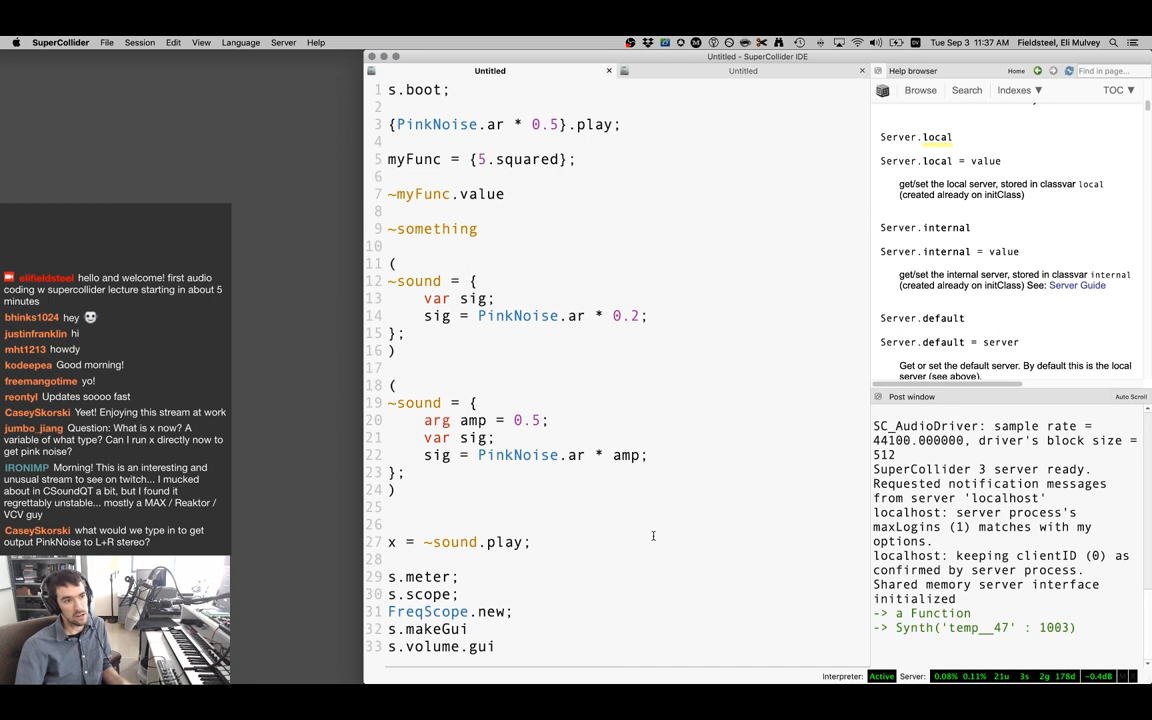 SuperCollider File Session Edit View Language Server Help
Tue Sep 3 11:37 AM Fieldsteel, Eli Mulvey
Untitled - SuperCollider IDE
Untitled
Untitled
1 s.boot;
2
3 {PinkNoise.ar * 0.5}.play;
4
5 myFunc = {5.squared};
6
7 ~myFunc.value
8
9 ~something
10
11 (
12 ~sound = {
13 var sig;
14 sig = PinkNoise.ar * 0.2;
15 };
16 )
17
18 (
19 ~sound = {
20 arg amp = 0.5;
21 var sig;
22 sig = PinkNoise.ar * amp;
23 };
24 )
25
26
27 x = ~sound.play;
28
29 s.meter;
30 s.scope;
31 FreqScope.new;
32 s.makeGui
33 s.volume.gui
Help browser Home Find in page...
Browse Search Indexes ▼ TOC ▼
Server.local
Server.local = value
get/set the local server, stored in classvar local
(created already on initClass)
Server.internal
Server.internal = value
get/set the internal server, stored in classvar internal
(created already on initClass) See: Server Guide
Server.default
Server.default = server
Get or set the default server. By default this is the local
server (see above).
Post window Auto Scroll
SC_AudioDriver: sample rate =
44100.000000, driver's block size =
512
SuperCollider 3 server ready.
Requested notification messages
from server 'localhost'
localhost: server process's
maxLogins (1) matches with my
options.
localhost: keeping clientID (0) as
confirmed by server process.
Shared memory server interface
initialized
-> a Function
-> Synth('temp__47' : 1003)
Interpreter: Active Server: 0.08% 0.11% 21u 3s 2g 178d -0.4dB M R
elifieldsteel hello and welcome! first audio
coding w supercollider lecture starting in about 5
minutes
bhinks1024 hey
justinfranklin hi
mht1213 howdy
kodeepea Good morning!
freemangotime yo!
reontyl Updates soooo fast
CaseySkorski Yeet! Enjoying this stream at work
jumbo_jiang Question: What is x now? A
variable of what type? Can I run x directly now to
get pink noise?
IRONIMP Morning! This is an interesting and
unusual stream to see on twitch... I mucked
about in CSoundQT a bit, but I found it
regrettably unstable... mostly a MAX / Reaktor /
VCV guy
CaseySkorski what would we type in to get
output PinkNoise to L+R stereo?